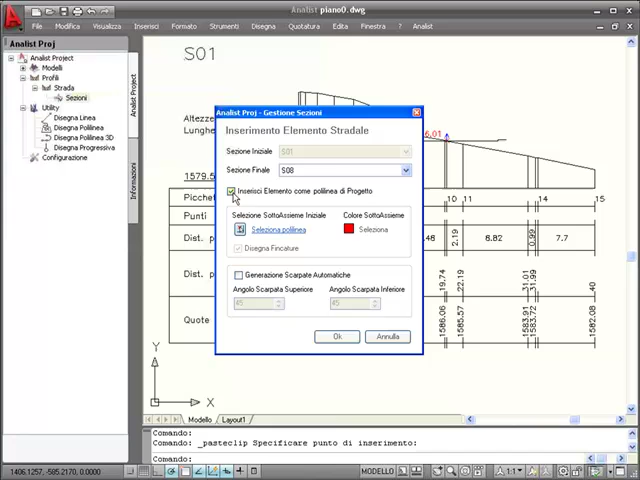 Analist piano0.dwg
File Modifica Visualizza Inserisci Formato Strumenti Disegna Quotatura Edita Finestra ? Analist
Analist Proj
Analist Project
Modelli
Profili
Strada
Sezioni
Utility
Disegna Linea
Disegna Polilinea
Disegna Polilinea 3D
Disegna Progressiva
Configurazione
Analist Project
Informazioni
S01
Altezze
Lunghe
1579.5
Picchet
Punti
Dist. p
Dist. p
Quote
10 11 14 15
2.19 6.82 0.99 7.7
19.74 22.19 31.01 31.99 40
1586.06 1585.57 1583.91 1583.72 1582.08
Analist Proj - Gestione Sezioni
Inserimento Elemento Stradale
Sezione Iniziale S01
Sezione Finale S08
Inserisci Elemento come polilinea di Progetto
Selezione SottoAssieme Iniziale Colore SottoAssieme
Seleziona polilinea Seleziona
Disegna Fincature
Generazione Scarpate Automatiche
Angolo Scarpata Superiore Angolo Scarpata Inferiore
45 45
Ok Annulla
Y
X
Modello Layout1
Comando:
Comando: _pasteclip Specificare punto di inserimento:
Comando:
1406.1257, -585.2170, 0.0000 MODELLO 1:1